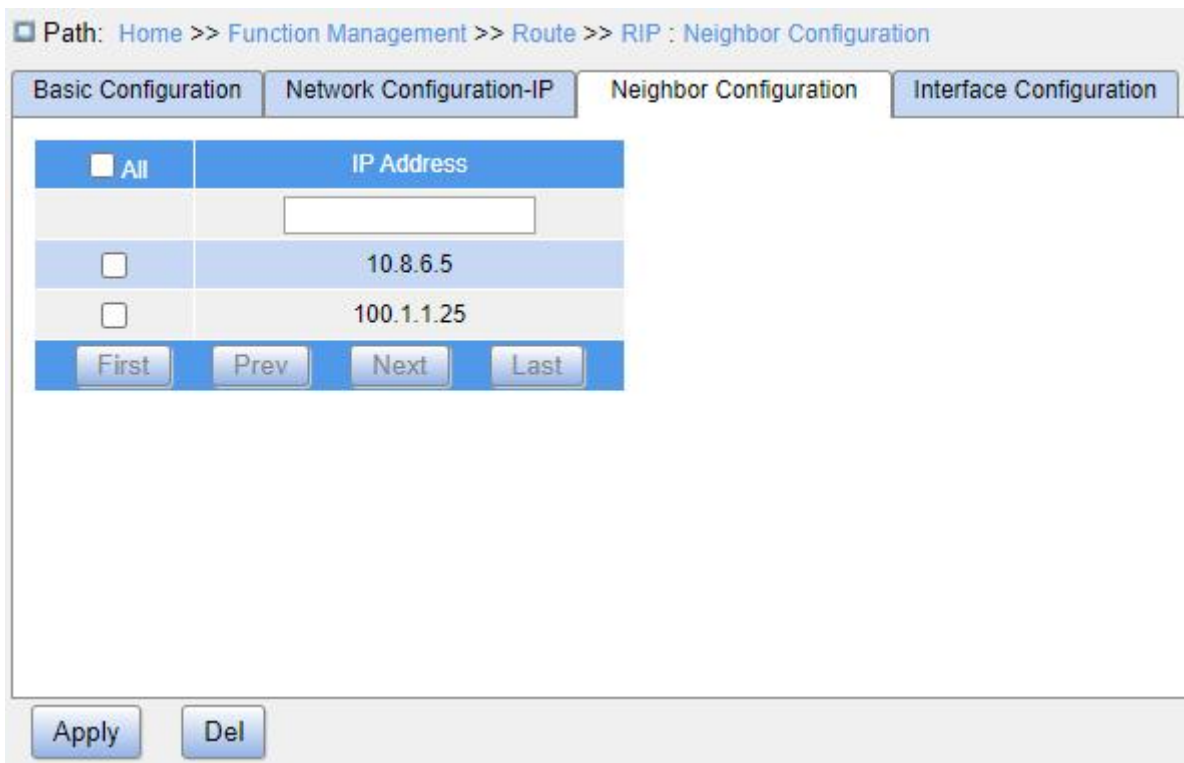 Path: Home >> Function Management >> Route >> RIP : Neighbor Configuration
Basic Configuration Network Configuration-IP Neighbor Configuration Interface Configuration
All IP Address
10.8.6.5
100.1.1.25
First Prev Next Last
Apply Del